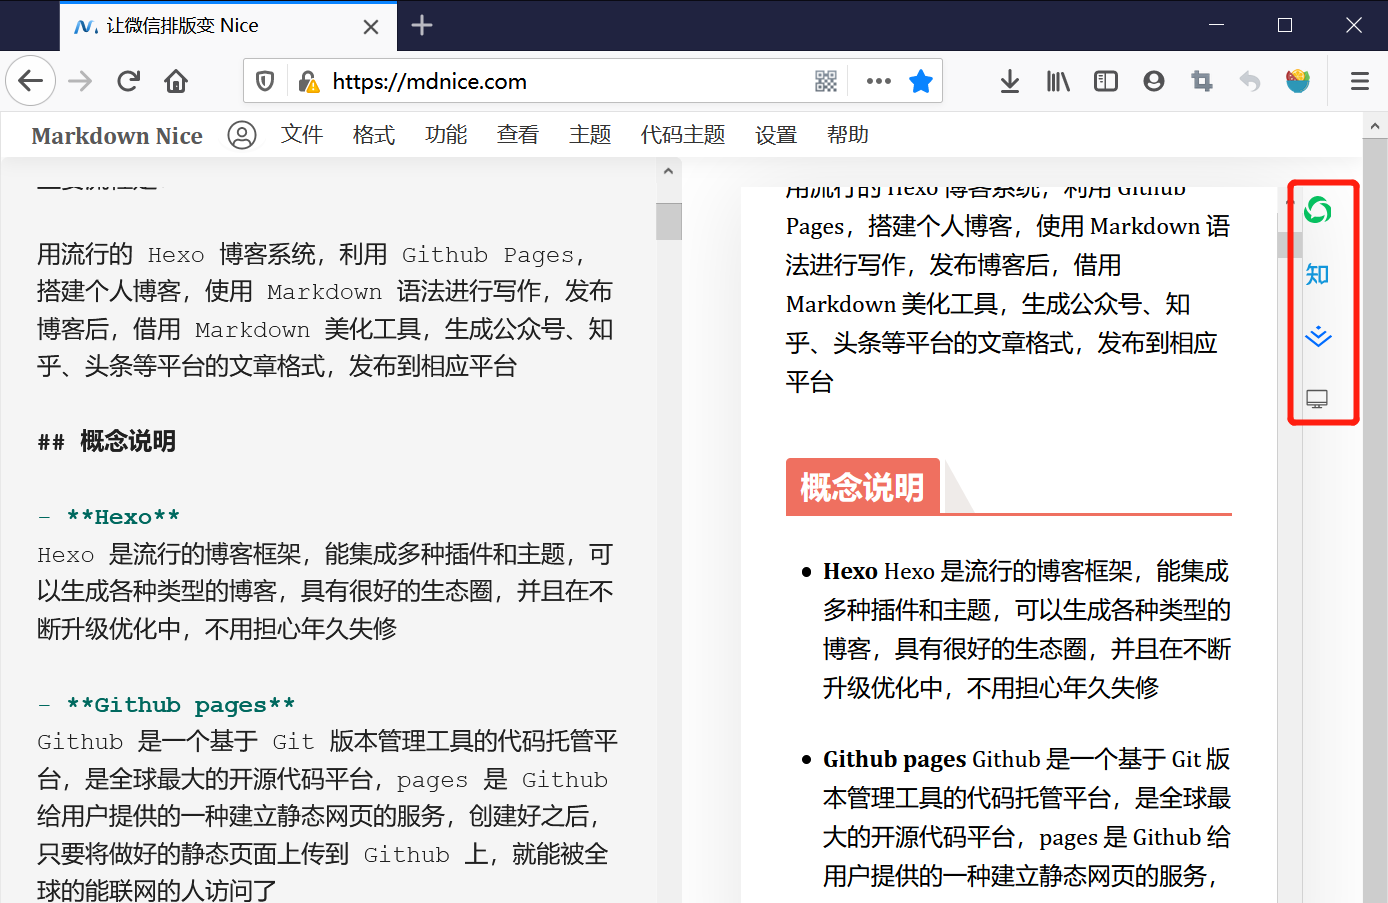 让微信排版变 Nice
https://mdnice.com
Markdown Nice 文件 格式 功能 查看 主题 代码主题 设置 帮助
用流行的 Hexo 博客系统，利用 Github Pages，
搭建个人博客，使用 Markdown 语法进行写作，发布
博客后，借用 Markdown 美化工具，生成公众号、知
乎、头条等平台的文章格式，发布到相应平台
## 概念说明
- **Hexo**
Hexo 是流行的博客框架，能集成多种插件和主题，可
以生成各种类型的博客，具有很好的生态圈，并且在不
断升级优化中，不用担心年久失修
- **Github pages**
Github 是一个基于 Git 版本管理工具的代码托管平
台，是全球最大的开源代码平台，pages 是 Github
给用户提供的一种建立静态网页的服务，创建好之后，
只要将做好的静态页面上传到 Github 上，就能被全
球的能联网的人访问了
用流行的 Hexo 博客系统，利用 Github
Pages，搭建个人博客，使用 Markdown 语
法进行写作，发布博客后，借用
Markdown 美化工具，生成公众号、知
乎、头条等平台的文章格式，发布到相应
平台
概念说明
● Hexo Hexo 是流行的博客框架，能集成
多种插件和主题，可以生成各种类型的
博客，具有很好的生态圈，并且在不断
升级优化中，不用担心年久失修
● Github pages Github 是一个基于 Git 版
本管理工具的代码托管平台，是全球最
大的开源代码平台，pages 是 Github 给
用户提供的一种建立静态网页的服务，
知